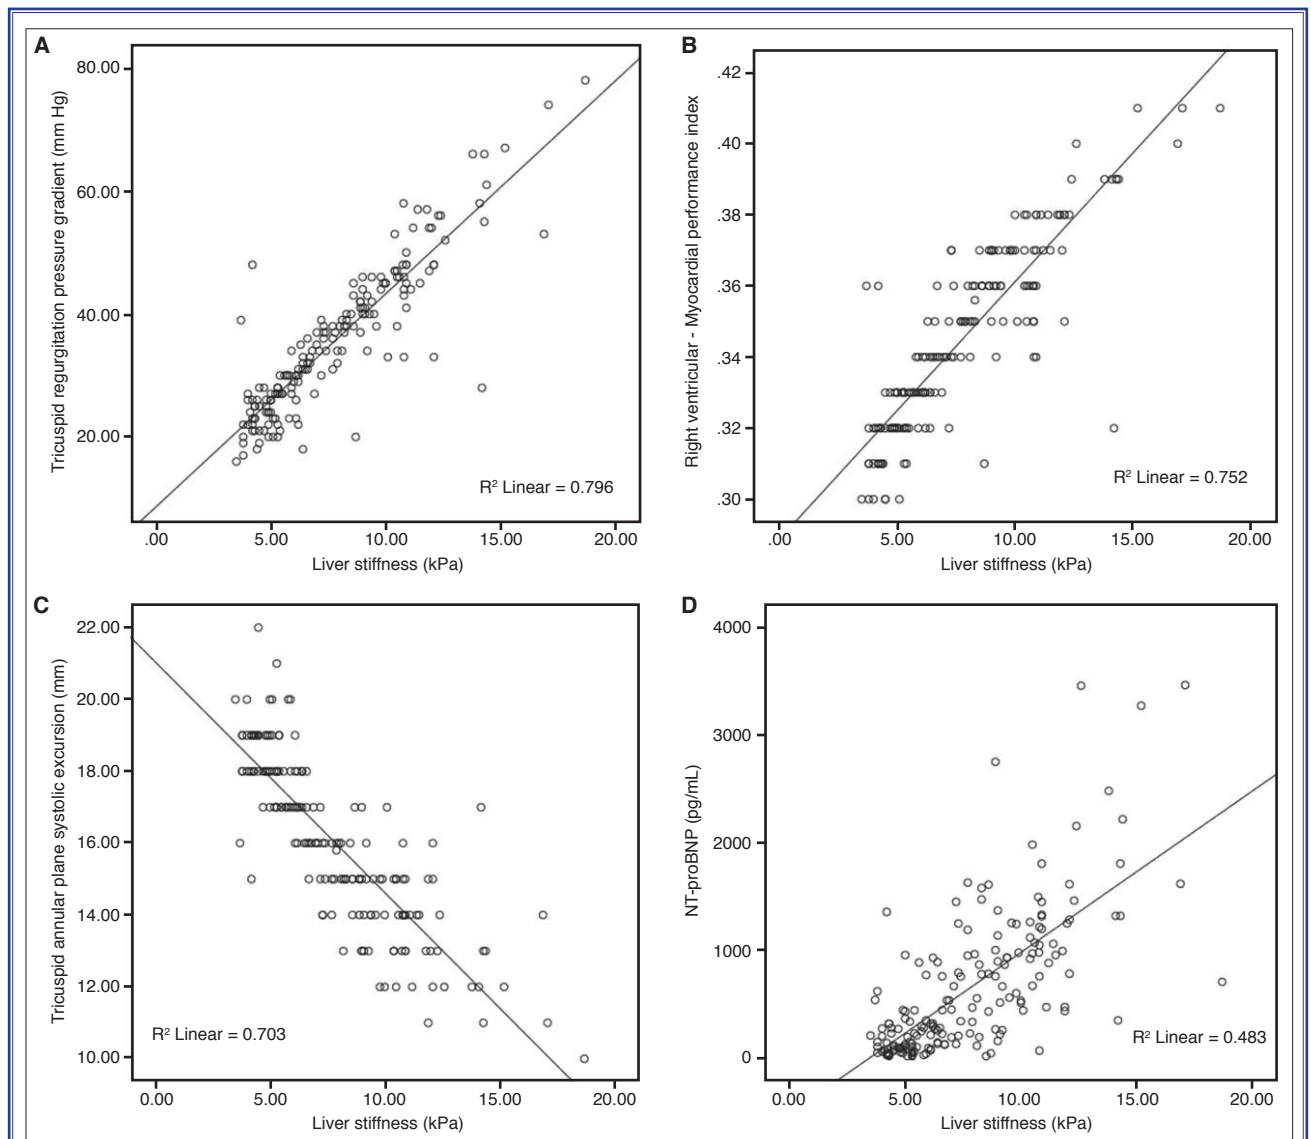 A
Tricuspid regurgitation pressure gradient (mm Hg)
80.00
60.00
40.00
20.00
R² Linear = 0.796
.00 5.00 10.00 15.00 20.00
Liver stiffness (kPa)
B
Right ventricular - Myocardial performance index
.42
.40
.38
.36
.34
.32
.30
R² Linear = 0.752
.00 5.00 10.00 15.00 20.00
Liver stiffness (kPa)
C
Tricuspid annular plane systolic excursion (mm)
22.00
20.00
18.00
16.00
14.00
12.00
10.00
R² Linear = 0.703
0.00 5.00 10.00 15.00 20.00
Liver stiffness (kPa)
D
NT-proBNP (pg/mL)
4000
3000
2000
1000
0
R² Linear = 0.483
0.00 5.00 10.00 15.00 20.00
Liver stiffness (kPa)